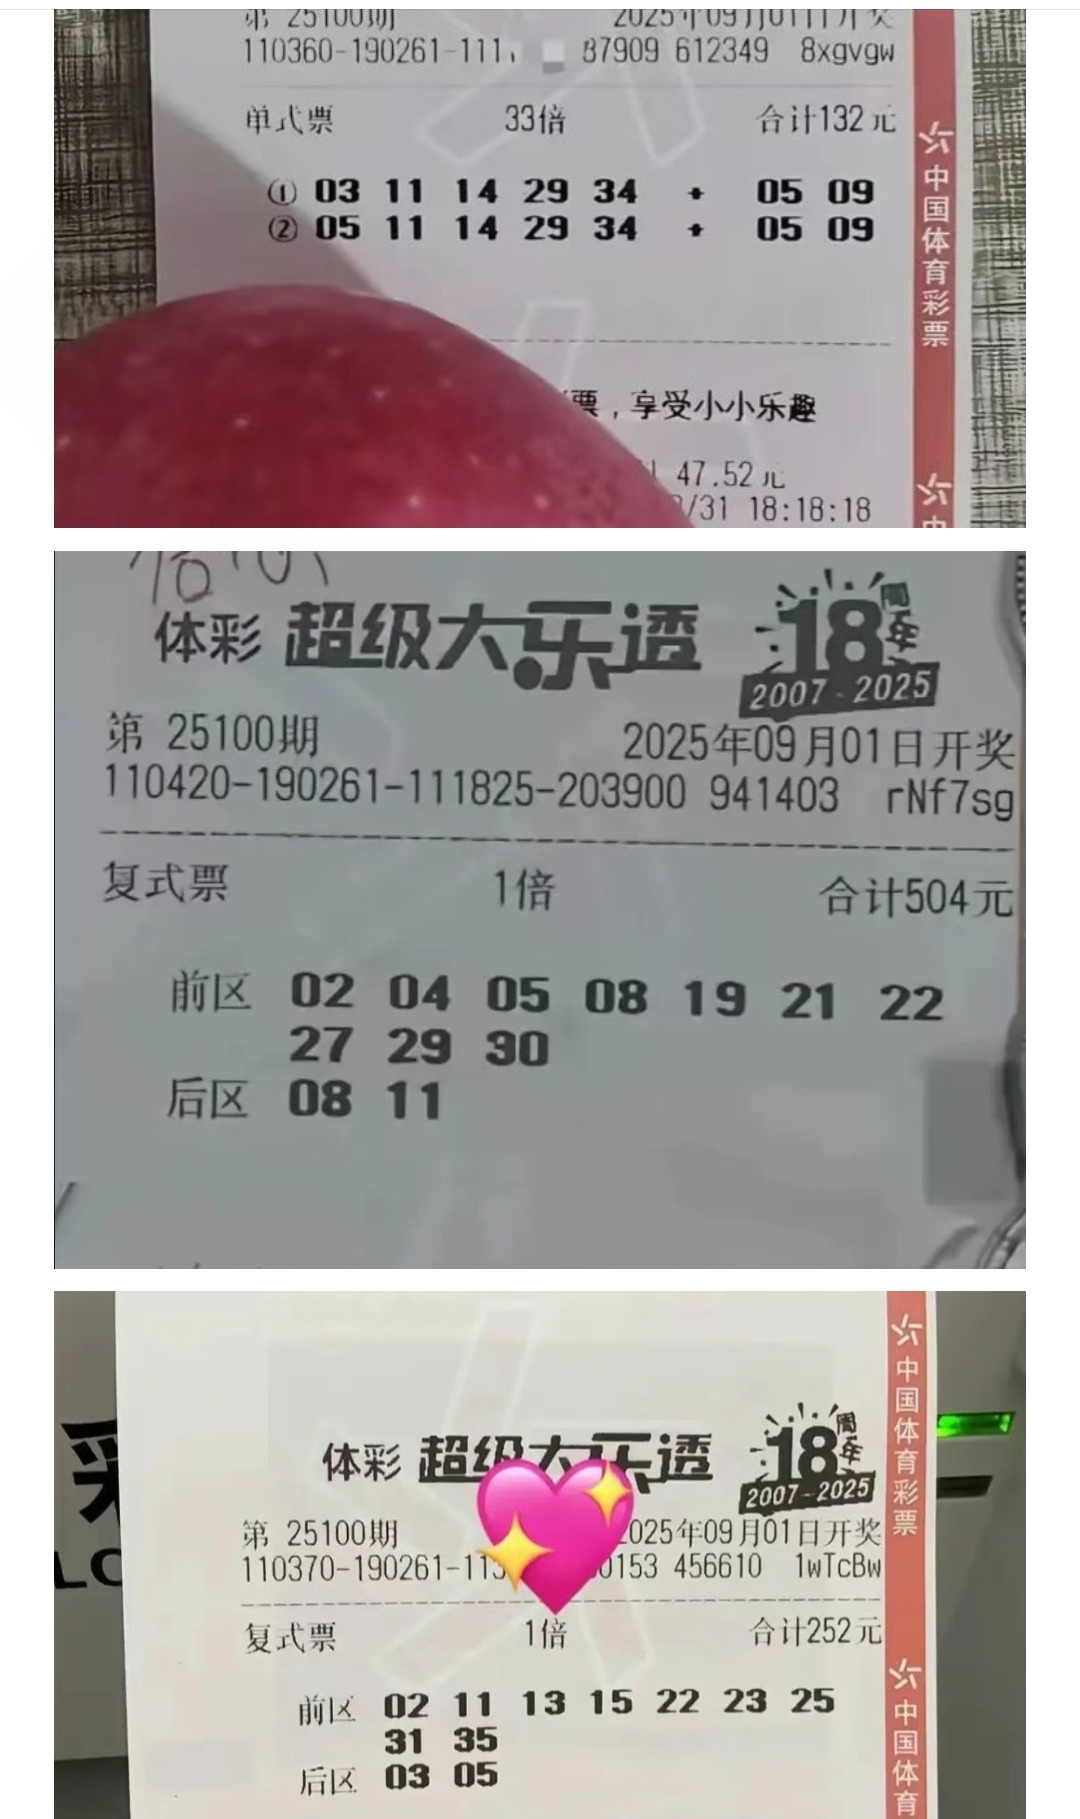 第 25100期 2025年09月01日开奖
110360-190261-111 87909 612349 8xgvgw
单式票 33倍 合计132元
① 03 11 14 29 34 + 05 09
② 05 11 14 29 34 + 05 09
票，享受小小乐趣
47.52元
/31 18:18:18
中国体育彩票
中
体彩 超级大乐透 18周年
2007-2025
第 25100期 2025年09月01日开奖
110420-190261-111825-203900 941403 rNf7sg
复式票 1倍 合计504元
前区 02 04 05 08 19 21 22
27 29 30
后区 08 11
彩
LO
体彩 超级大乐透 18周年
2007-2025
第 25100期 2025年09月01日开奖
110370-190261-113 0153 456610 1wTcBw
复式票 1倍 合计252元
前区 02 11 13 15 22 23 25
31 35
后区 03 05
中国体育彩票
中国体育